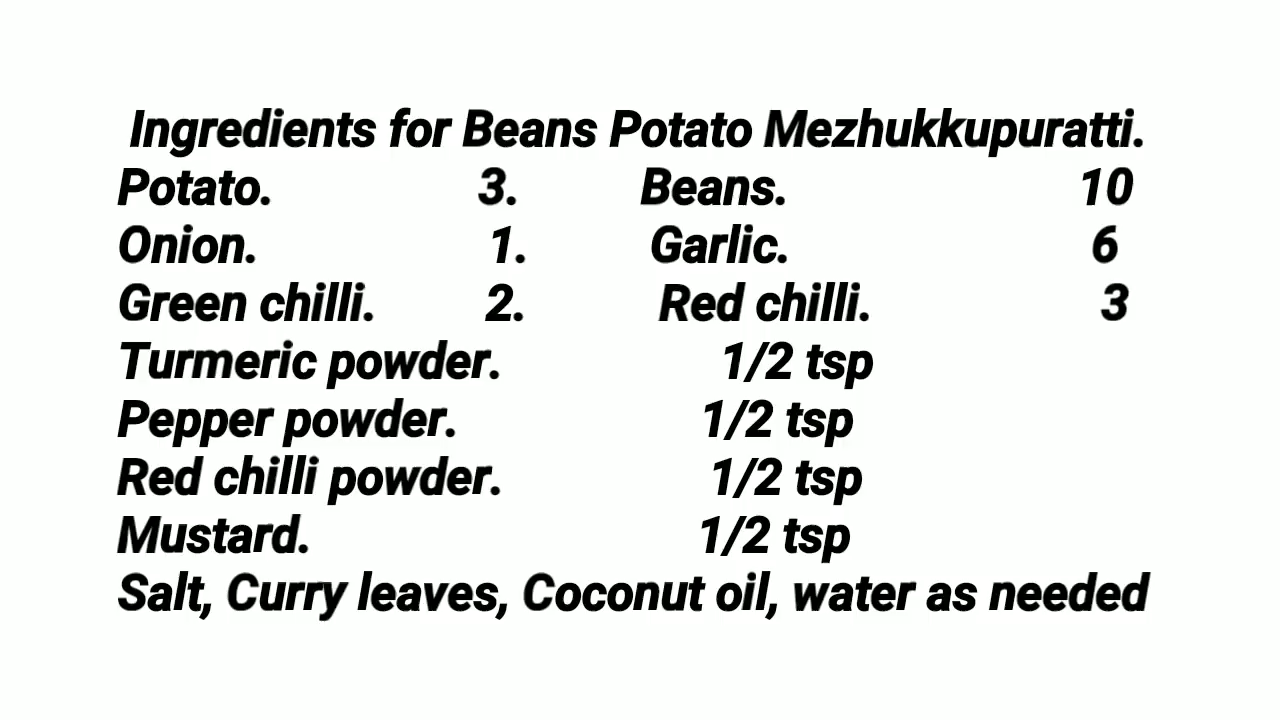 Ingredients for Beans Potato Mezhukkupuratti.
Potato. 3. Beans. 10
Onion. 1. Garlic. 6
Green chilli. 2. Red chilli. 3
Turmeric powder. 1/2 tsp
Pepper powder. 1/2 tsp
Red chilli powder. 1/2 tsp
Mustard. 1/2 tsp
Salt, Curry leaves, Coconut oil, water as needed